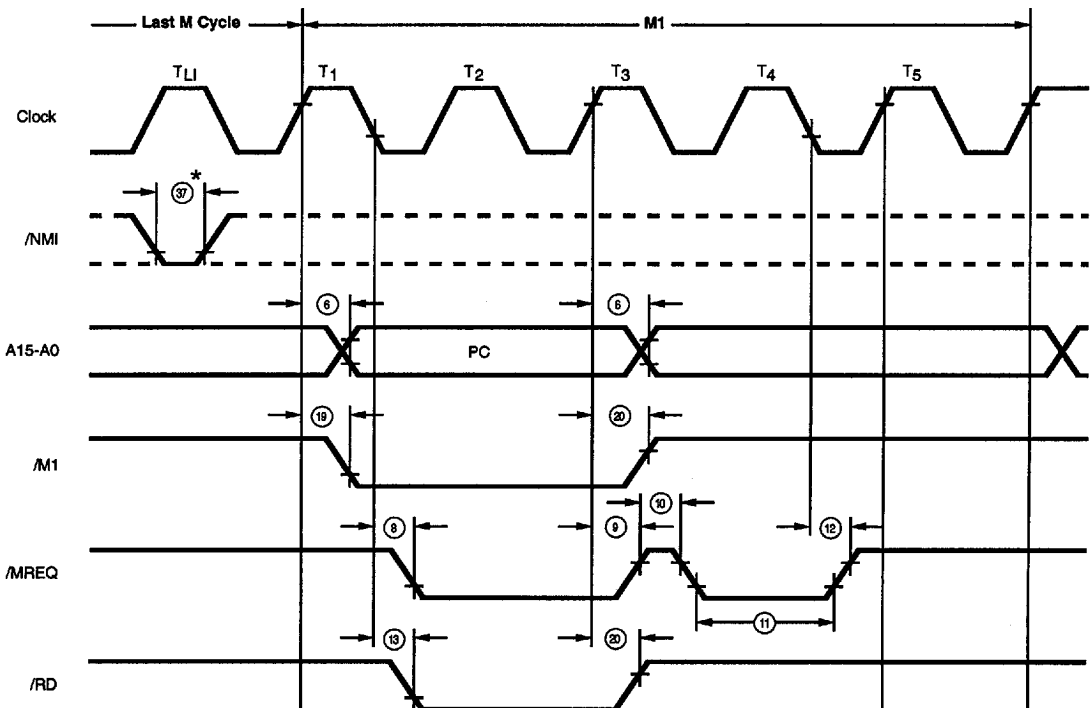 Last M Cycle M1
TLI T1 T2 T3 T4 T5
Clock
37 *
/NMI
6 6
A15-A0 PC
19 20
/M1
8 9 10 12
/MREQ
11
13 20
/RD